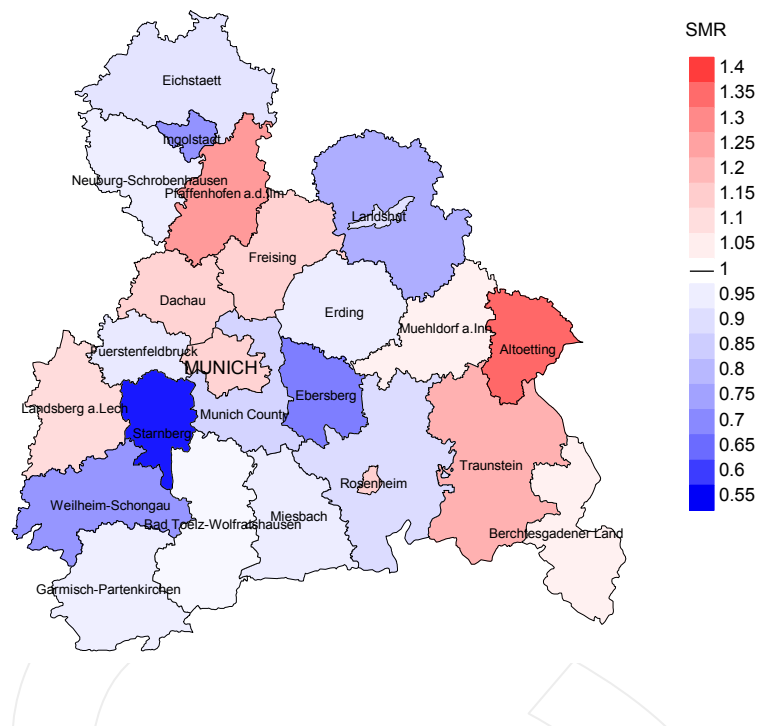 SMR
1.4
1.35
1.3
1.25
1.2
1.15
1.1
1.05
1
0.95
0.9
0.85
0.8
0.75
0.7
0.65
0.6
0.55
Eichstaett
Ingolstadt
Neuburg-Schrobenhausen
Pfaffenhofen a.d.Ilm
Landshut
Freising
Dachau
Erding
Muehldorf a.Inn
Altoetting
Fuerstenfeldbruck
MUNICH
Ebersberg
Landsberg a.Lech
Munich County
Starnberg
Traunstein
Rosenheim
Weilheim-Schongau
Bad Toelz-Wolfratshausen
Miesbach
Berchtesgadener Land
Garmisch-Partenkirchen